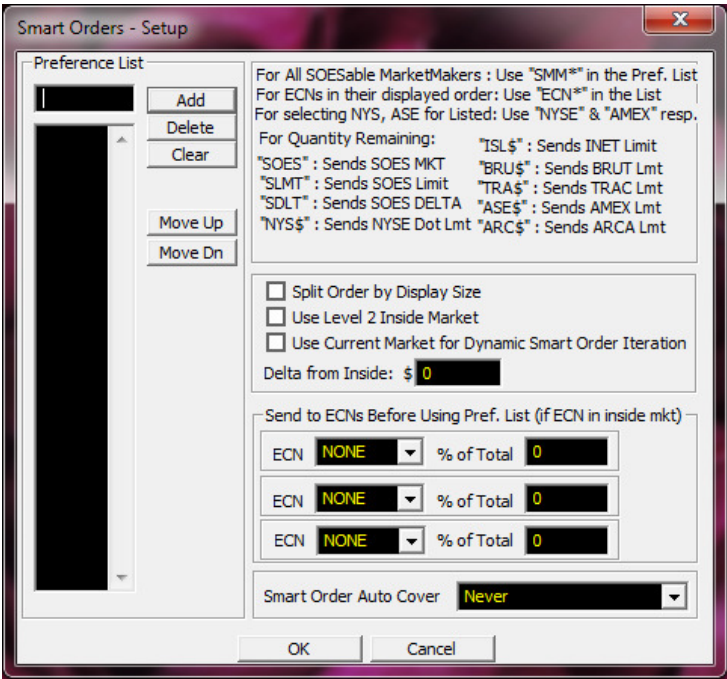 Smart Orders - Setup
Preference List
Add
Delete
Clear
Move Up
Move Dn
For All SOESable MarketMakers : Use "SMM*" in the Pref. List
For ECNs in their displayed order: Use "ECN*" in the List
For selecting NYS, ASE for Listed: Use "NYSE" & "AMEX" resp.
For Quantity Remaining:
"SOES" : Sends SOES MKT
"SLMT" : Sends SOES Limit
"SDLT" : Sends SOES DELTA
"NYS$" : Sends NYSE Dot Lmt
"ISL$" : Sends INET Limit
"BRU$" : Sends BRUT Lmt
"TRA$" : Sends TRAC Lmt
"ASE$" : Sends AMEX Lmt
"ARC$" : Sends ARCA Lmt
Split Order by Display Size
Use Level 2 Inside Market
Use Current Market for Dynamic Smart Order Iteration
Delta from Inside: $ 0
Send to ECNs Before Using Pref. List (if ECN in inside mkt)
ECN NONE % of Total 0
ECN NONE % of Total 0
ECN NONE % of Total 0
Smart Order Auto Cover Never
OK Cancel